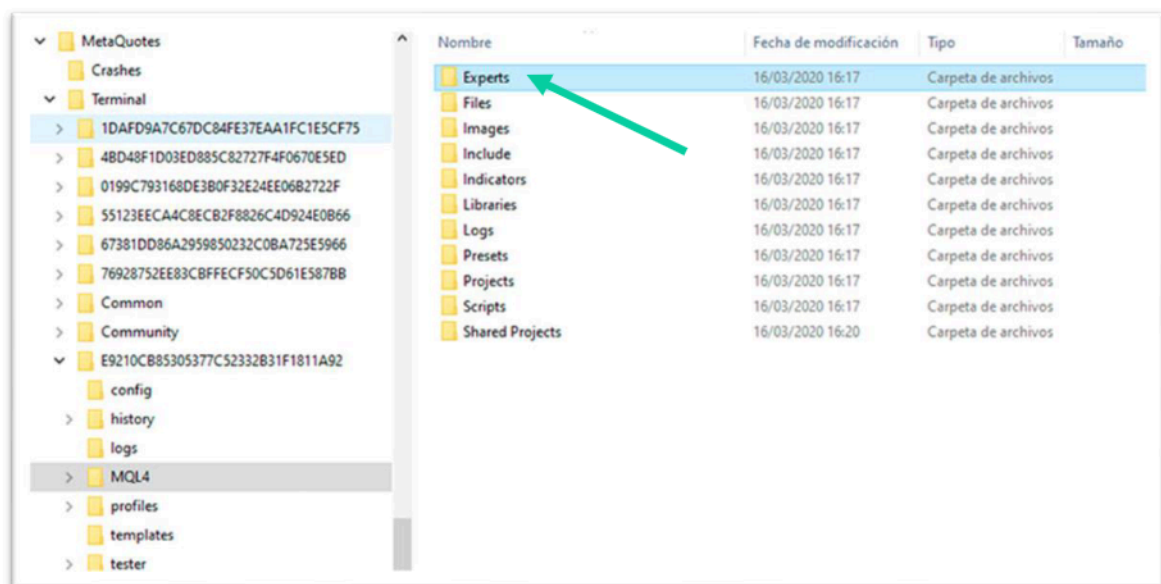 MetaQuotes
Crashes
Terminal
1DAFD9A7C67DC84FE37EAA1FC1E5CF75
4BD48F1D03ED885C82727F4F0670E5ED
0199C793168DE3B0F32E24EE06B2722F
55123EECA4C8ECB2F8826C4D924E0B66
67381DD86A2959850232C0BA725E5966
76928752EE83CBFFECF50C5D61E587BB
Common
Community
E9210CB85305377C52332B31F1811A92
config
history
logs
MQL4
profiles
templates
tester
Nombre Fecha de modificación Tipo Tamaño
Experts 16/03/2020 16:17 Carpeta de archivos
Files 16/03/2020 16:17 Carpeta de archivos
Images 16/03/2020 16:17 Carpeta de archivos
Include 16/03/2020 16:17 Carpeta de archivos
Indicators 16/03/2020 16:17 Carpeta de archivos
Libraries 16/03/2020 16:17 Carpeta de archivos
Logs 16/03/2020 16:17 Carpeta de archivos
Presets 16/03/2020 16:17 Carpeta de archivos
Projects 16/03/2020 16:17 Carpeta de archivos
Scripts 16/03/2020 16:17 Carpeta de archivos
Shared Projects 16/03/2020 16:20 Carpeta de archivos